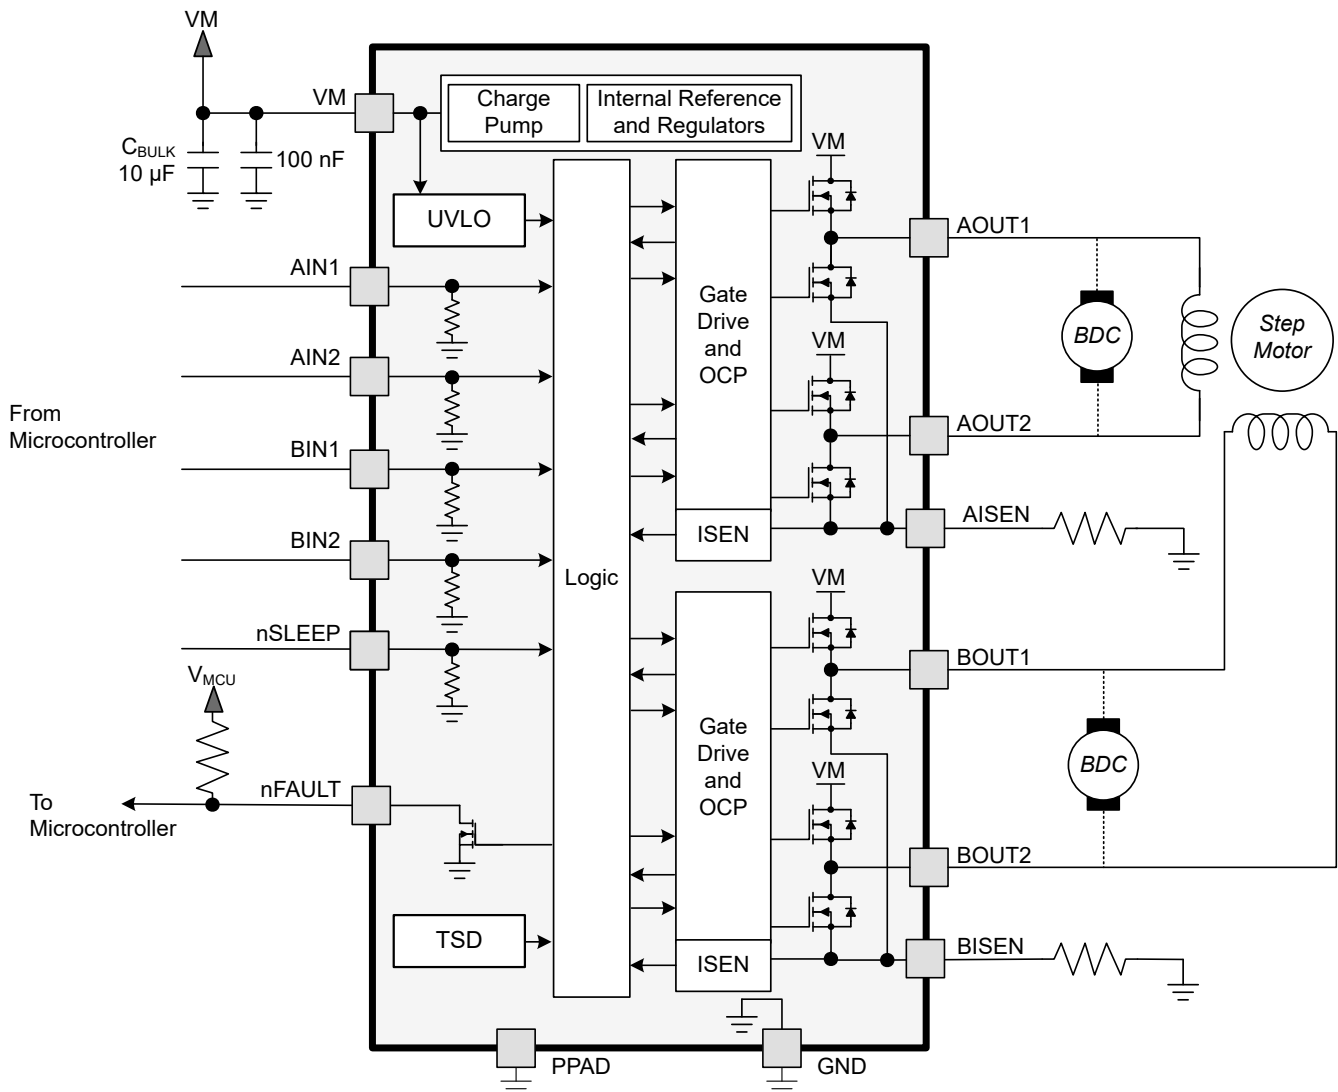 VM
VM
C_BULK
10 µF
100 nF
Charge
Pump
Internal Reference
and Regulators
UVLO
VM
AOUT1
AIN1
Gate
Drive
and
OCP
BDC
Step
Motor
VM
AIN2
AOUT2
From
Microcontroller
BIN1
AISEN
ISEN
BIN2
Logic
VM
nSLEEP
BOUT1
V_MCU
Gate
Drive
and
OCP
BDC
VM
nFAULT
To
Microcontroller
BOUT2
TSD
ISEN
BISEN
PPAD
GND